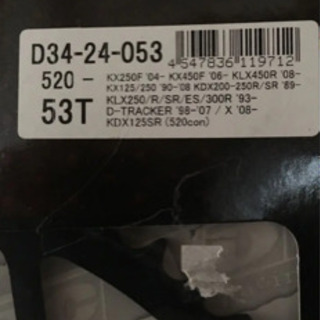 D34-24-053
4 547836 119712
520 -
53T
KX250F '04- KX450F '06- KLX450R '08-
KX125/250 '90-'08 KDX200-250R/SR '89-
KLX250/R/SR/ES/300R '93-
D-TRACKER '98-'07 / X '08-
KDX125SR (520con)